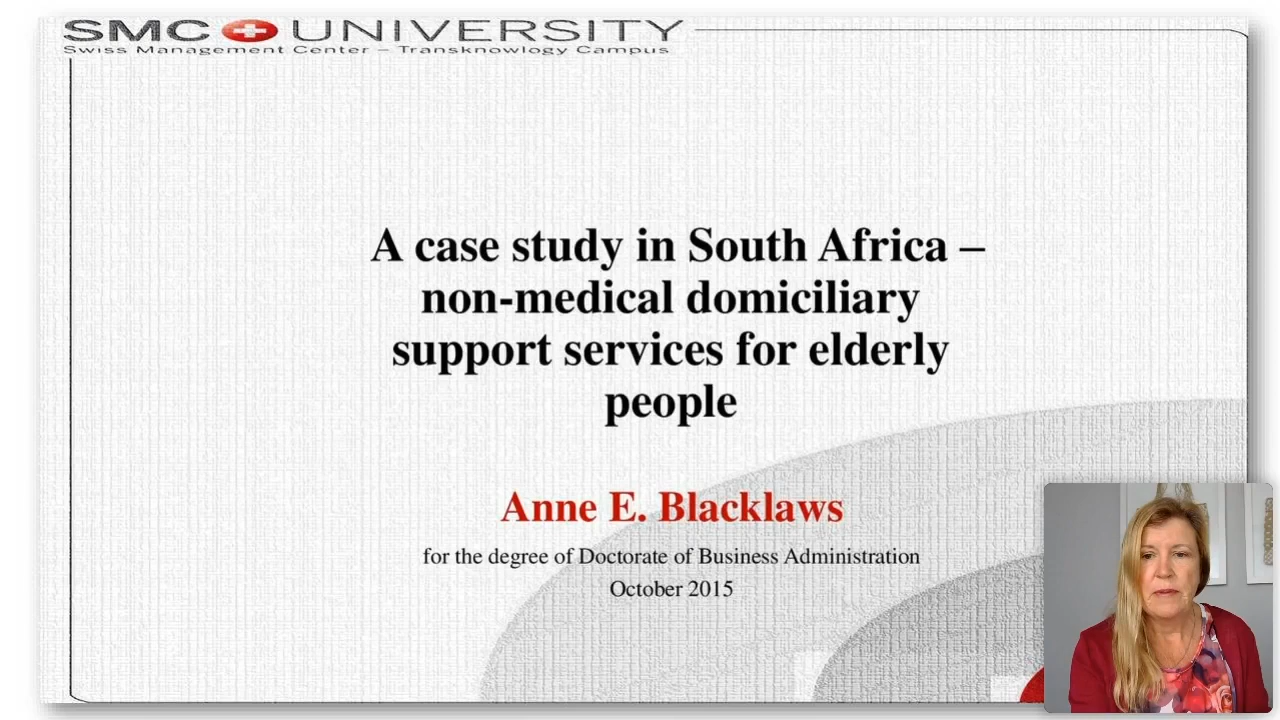 SMC UNIVERSITY
Swiss Management Center – Transknowlogy Campus
A case study in South Africa –
non-medical domiciliary
support services for elderly
people
Anne E. Blacklaws
for the degree of Doctorate of Business Administration
October 2015